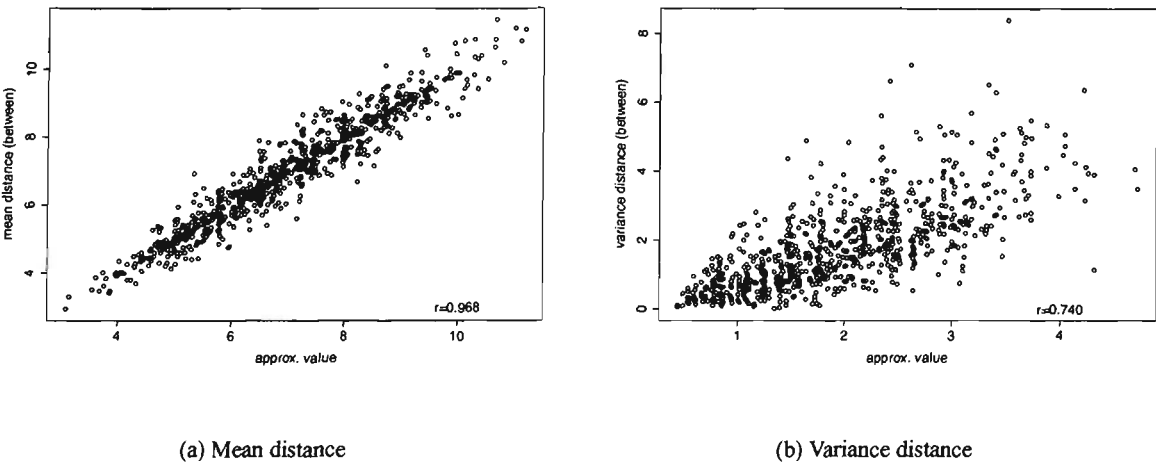 mean distance (between)
10
8
6
4
r=0.968
4
6
8
10
approx. value
(a) Mean distance
variance distance (between)
8
6
4
2
0
r=0.740
1
2
3
4
approx. value
(b) Variance distance